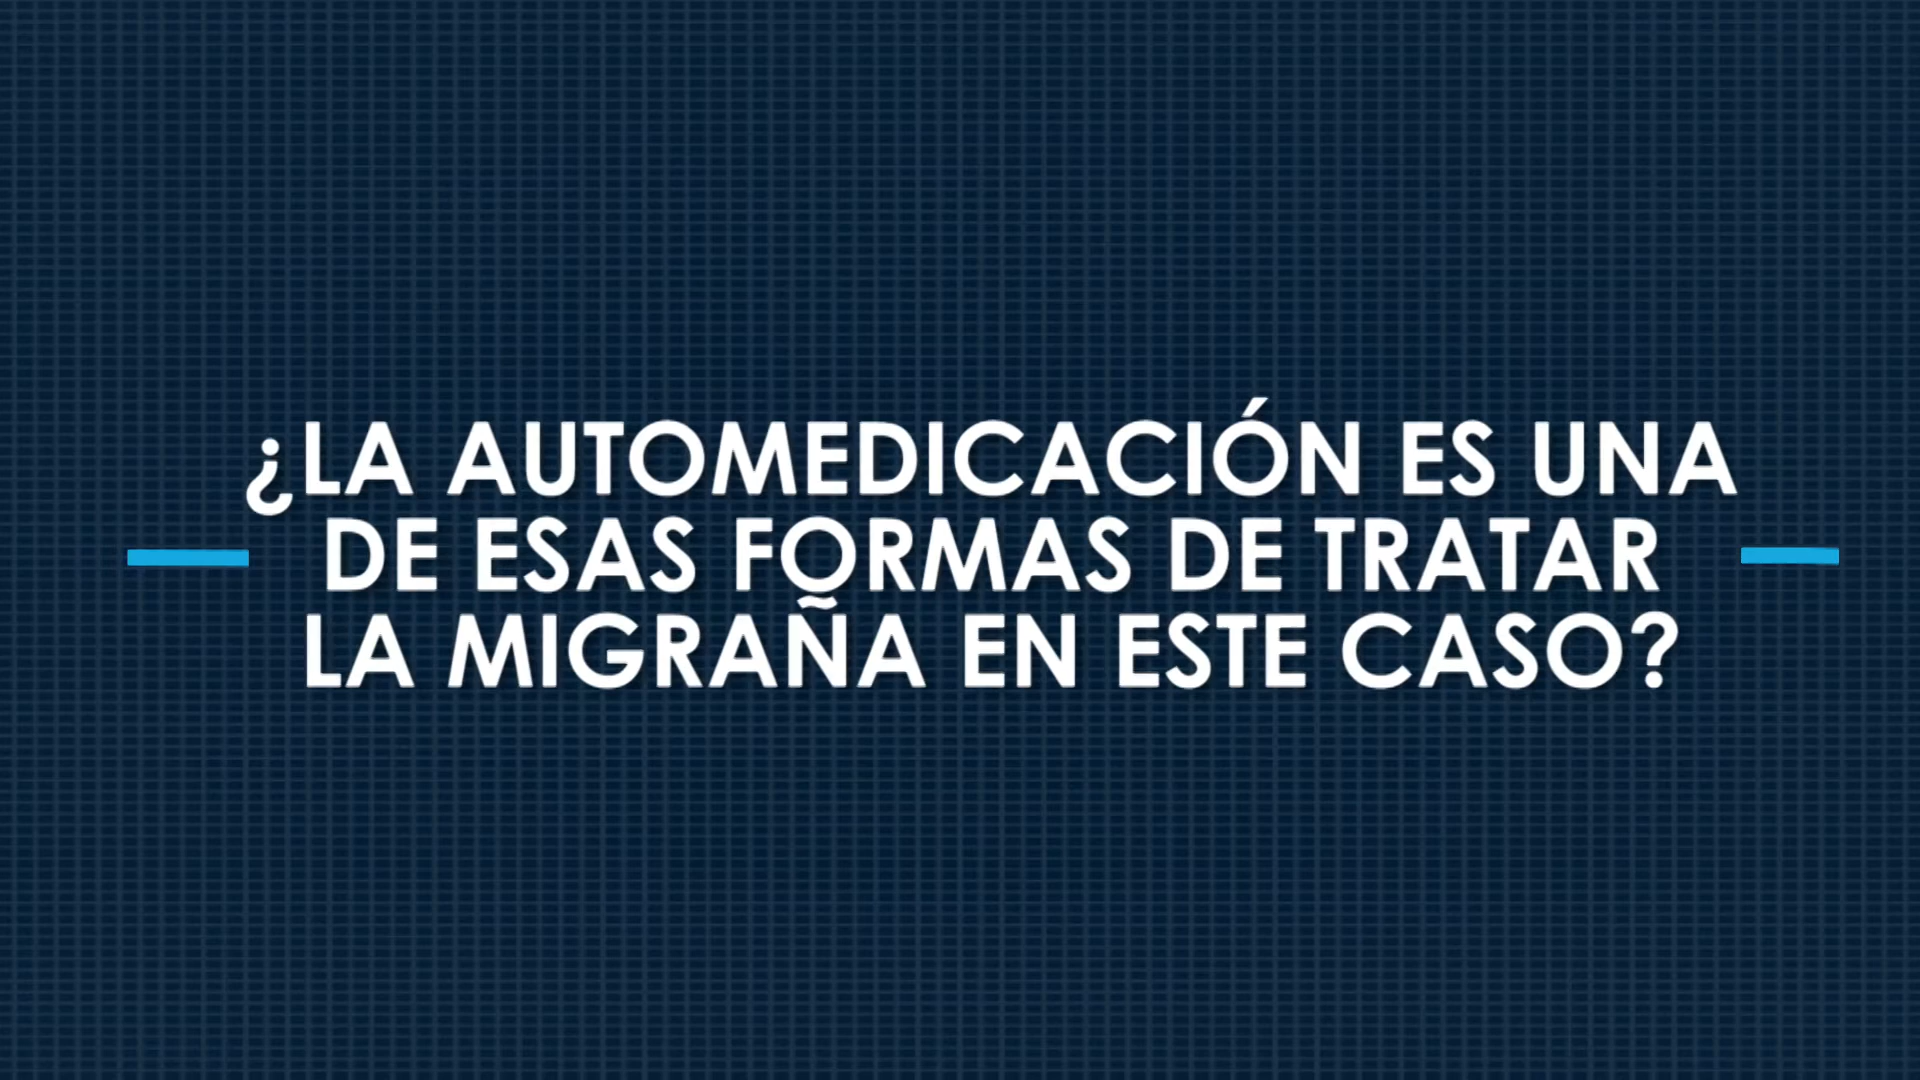 ¿LA AUTOMEDICACIÓN ES UNA
DE ESAS FORMAS DE TRATAR
LA MIGRAÑA EN ESTE CASO?